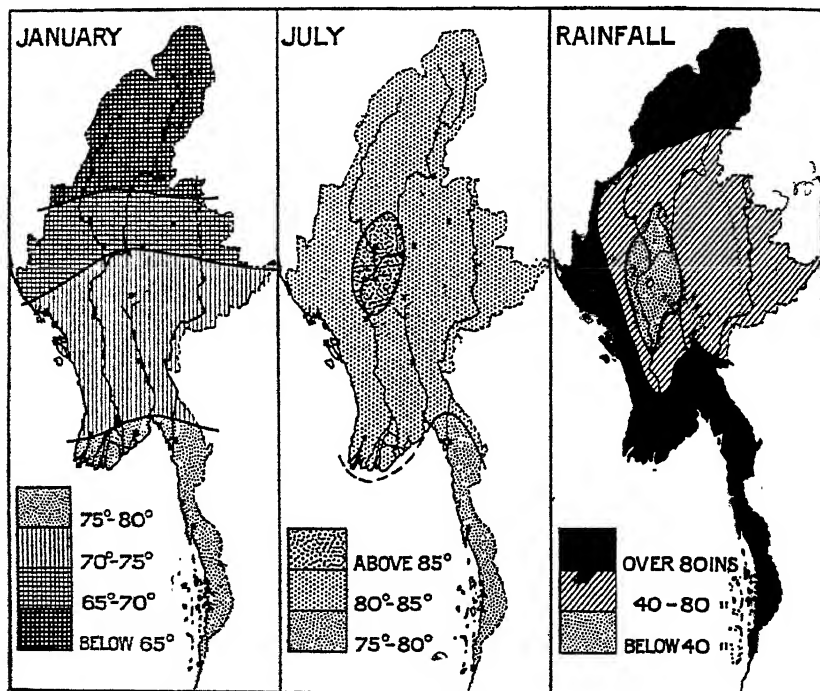 JANUARY
75°-80°
70°-75°
65°-70°
BELOW 65°
JULY
ABOVE 85°
80°-85°
75°-80°
RAINFALL
OVER 80INS
40-80 "
BELOW 40 "